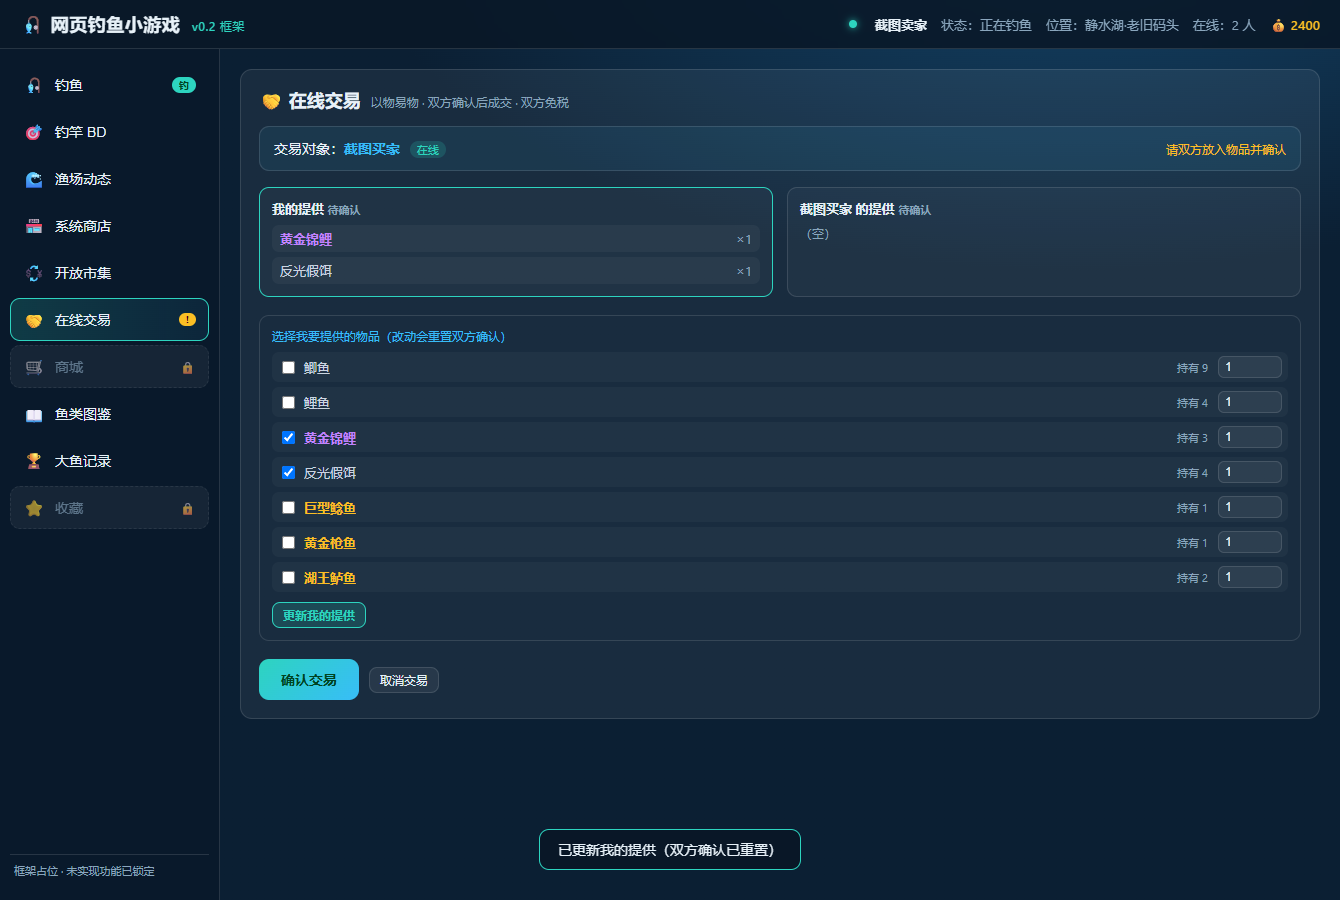 网页钓鱼小游戏 v0.2 框架
截图卖家 状态：正在钓鱼 位置：静水湖·老旧码头 在线：2 人 2400
钓鱼 钓
钓竿 BD
渔场动态
系统商店
开放市集
在线交易 !
商城
鱼类图鉴
大鱼记录
收藏
框架占位 · 未实现功能已锁定
在线交易 以物易物 · 双方确认后成交 · 双方免税
交易对象：截图买家 在线 请双方放入物品并确认
我的提供 待确认
黄金锦鲤 ×1
反光假饵 ×1
截图买家 的提供 待确认
（空）
选择我要提供的物品（改动会重置双方确认）
鲫鱼 持有 9 1
鲤鱼 持有 4 1
黄金锦鲤 持有 3 1
反光假饵 持有 4 1
巨型鲶鱼 持有 1 1
黄金枪鱼 持有 1 1
湖王鲈鱼 持有 2 1
更新我的提供
确认交易 取消交易
已更新我的提供（双方确认已重置）